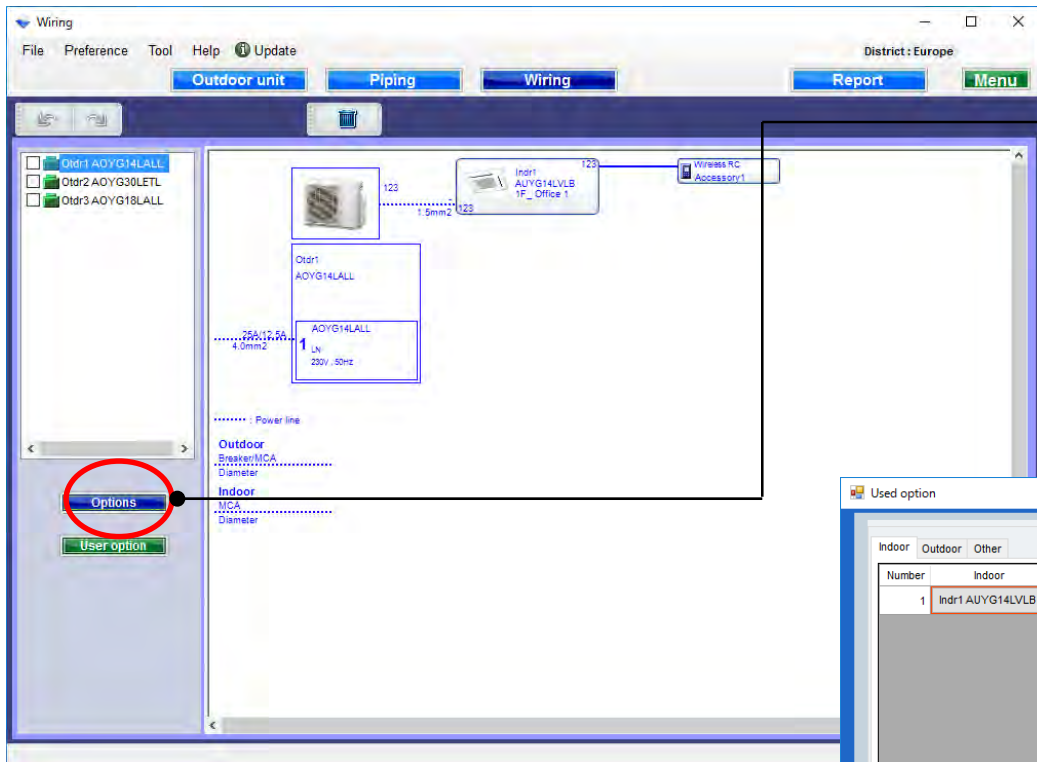 Wiring
File Preference Tool Help Update
District : Europe
Outdoor unit Piping Wiring Report Menu
Otdr1 AOYG14LALL
Otdr2 AOYG30LETL
Otdr3 AOYG18LALL
123
1.5mm2
123
Indr1
AUYG14LVLB
1F_ Office 1
123
Wireless RC
Accessory1
Otdr1
AOYG14LALL
25A/12.5A
4.0mm2
AOYG14LALL
1
LN
230V , 50Hz
: Power line
Outdoor
Breaker/MCA
Diameter
Indoor
MCA
Diameter
Options
User option
Used option
Indoor Outdoor Other
Number Indoor
1 Indr1 AUYG14LVLB